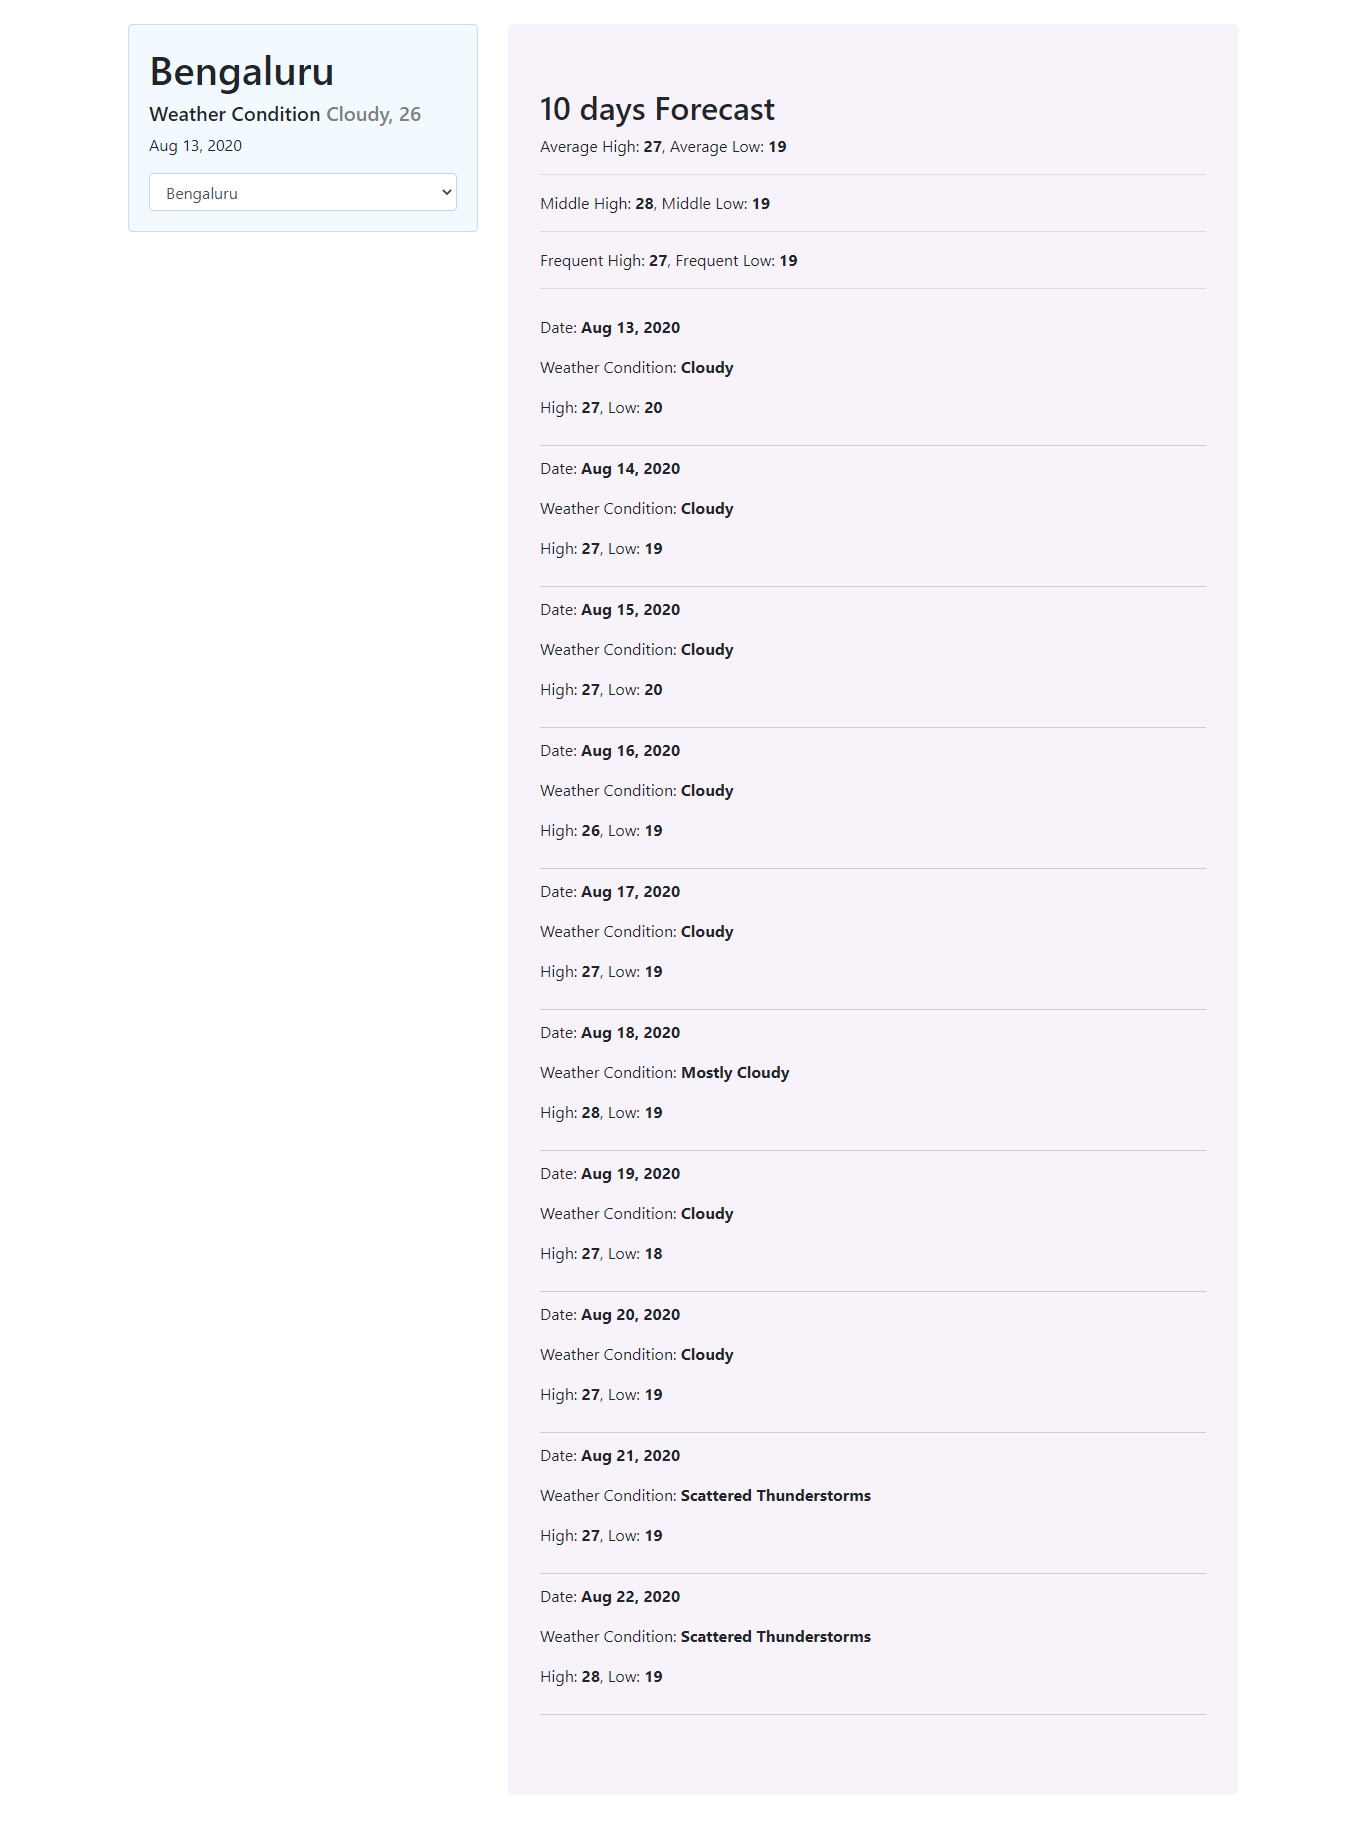 Bengaluru
Weather Condition Cloudy, 26
Aug 13, 2020
Bengaluru
10 days Forecast
Average High: 27, Average Low: 19
Middle High: 28, Middle Low: 19
Frequent High: 27, Frequent Low: 19
Date: Aug 13, 2020
Weather Condition: Cloudy
High: 27, Low: 20
Date: Aug 14, 2020
Weather Condition: Cloudy
High: 27, Low: 19
Date: Aug 15, 2020
Weather Condition: Cloudy
High: 27, Low: 20
Date: Aug 16, 2020
Weather Condition: Cloudy
High: 26, Low: 19
Date: Aug 17, 2020
Weather Condition: Cloudy
High: 27, Low: 19
Date: Aug 18, 2020
Weather Condition: Mostly Cloudy
High: 28, Low: 19
Date: Aug 19, 2020
Weather Condition: Cloudy
High: 27, Low: 18
Date: Aug 20, 2020
Weather Condition: Cloudy
High: 27, Low: 19
Date: Aug 21, 2020
Weather Condition: Scattered Thunderstorms
High: 27, Low: 19
Date: Aug 22, 2020
Weather Condition: Scattered Thunderstorms
High: 28, Low: 19